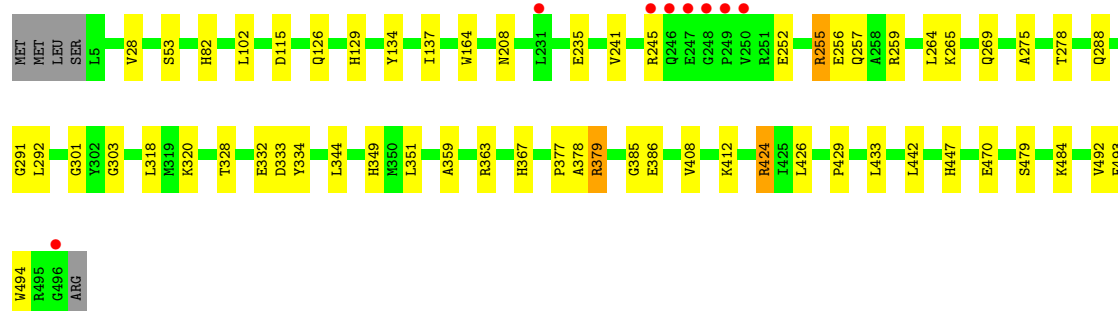 MET MET LEU SER L5 V28 S53 H82 L102 D115 Q126 H129 Y134 I137 W164 N208 L231 E235 V241 R245 Q246 E247 G248 P249 V250 R251 E252 R255 E256 Q257 A258 R259 L264 K265 Q269 A275 T278 Q288
G291 L292 G301 Y302 G303 L318 M319 K320 T328 E332 D333 Y334 L344 H349 M350 L351 A359 R363 H367 P377 A378 R379 G385 E386 V408 K412 R424 I425 L426 P429 L433 L442 H447 E470 S479 K484 V492
W494 R495 G496 ARG